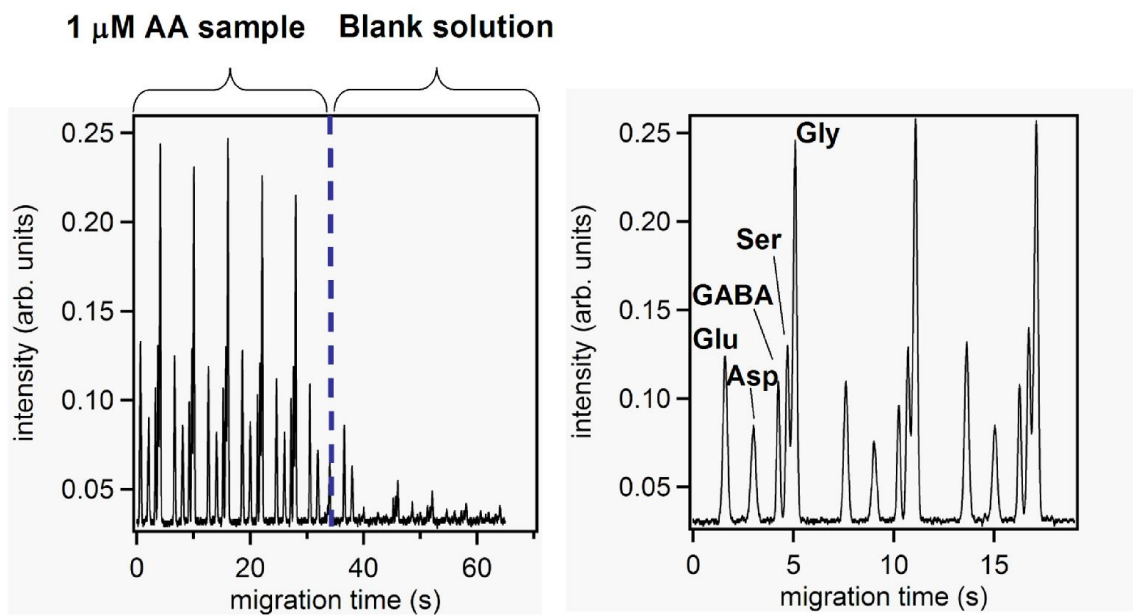 1 μM AA sample Blank solution
0.25
0.20
0.15
0.10
0.05
intensity (arb. units)
0 20 40 60
migration time (s)
0.25
0.20
0.15
0.10
0.05
intensity (arb. units)
Gly
Ser
GABA
Glu
Asp
0 5 10 15
migration time (s)